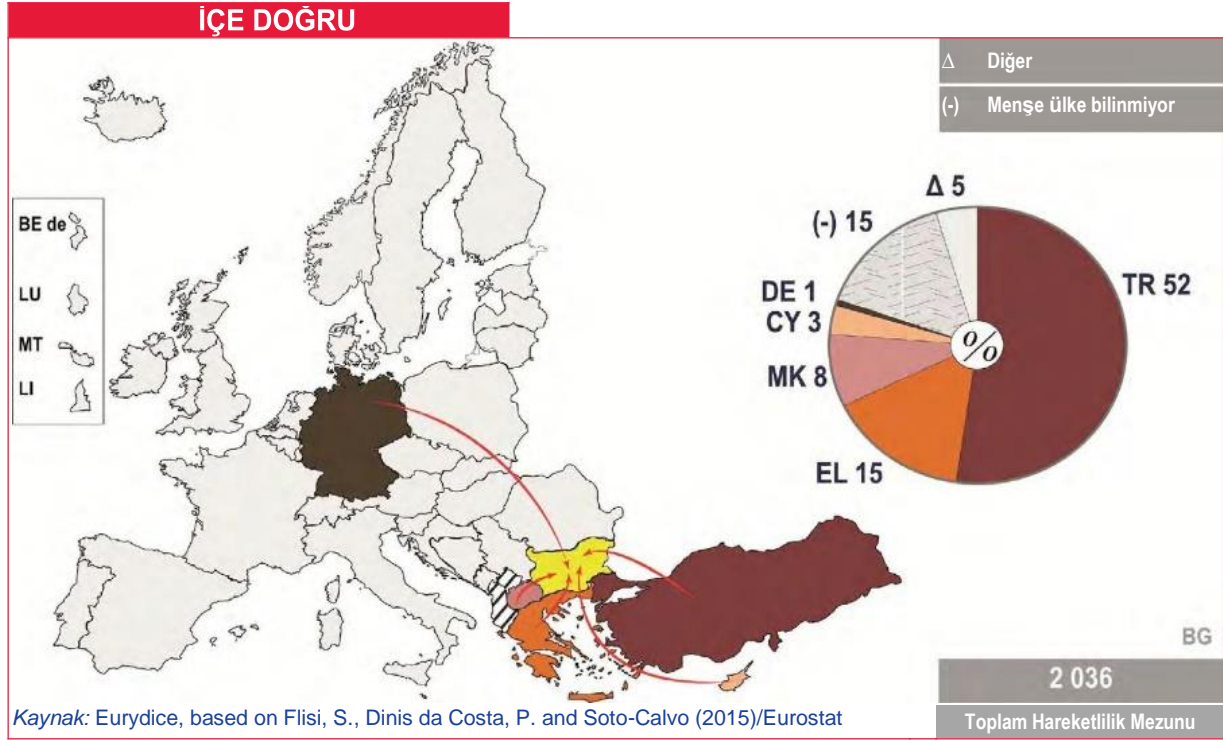 İÇE DOĞRU
∆ Diğer
(-) Menşe ülke bilinmiyor
BE de
LU
MT
LI
Δ 5
(-) 15
DE 1
CY 3
MK 8
EL 15
TR 52
%
BG
2 036
Toplam Hareketlilik Mezunu
Kaynak: Eurydice, based on Flisi, S., Dinis da Costa, P. and Soto-Calvo (2015)/Eurostat